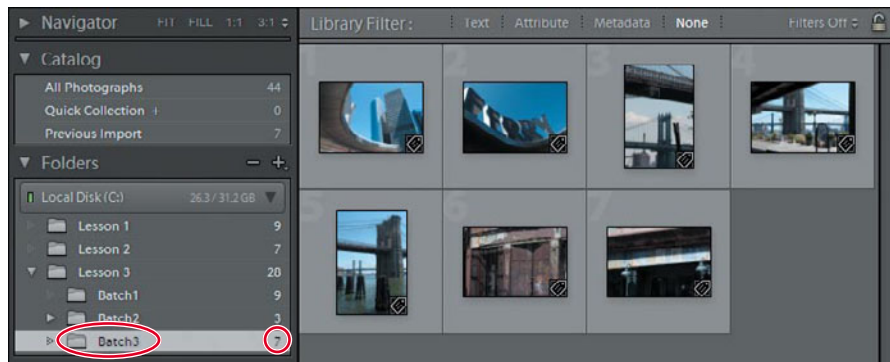 Navigator FIT FILL 1:1 3:1
Catalog
All Photographs 44
Quick Collection + 0
Previous Import 7
Folders − +
Local Disk (C:) 26.3 / 31.2 GB
Lesson 1 9
Lesson 2 7
Lesson 3 20
Batch1 9
Batch2 3
Batch3 7
Library Filter: Text Attribute Metadata None Filters Off
1 2 3 4
5 6 7